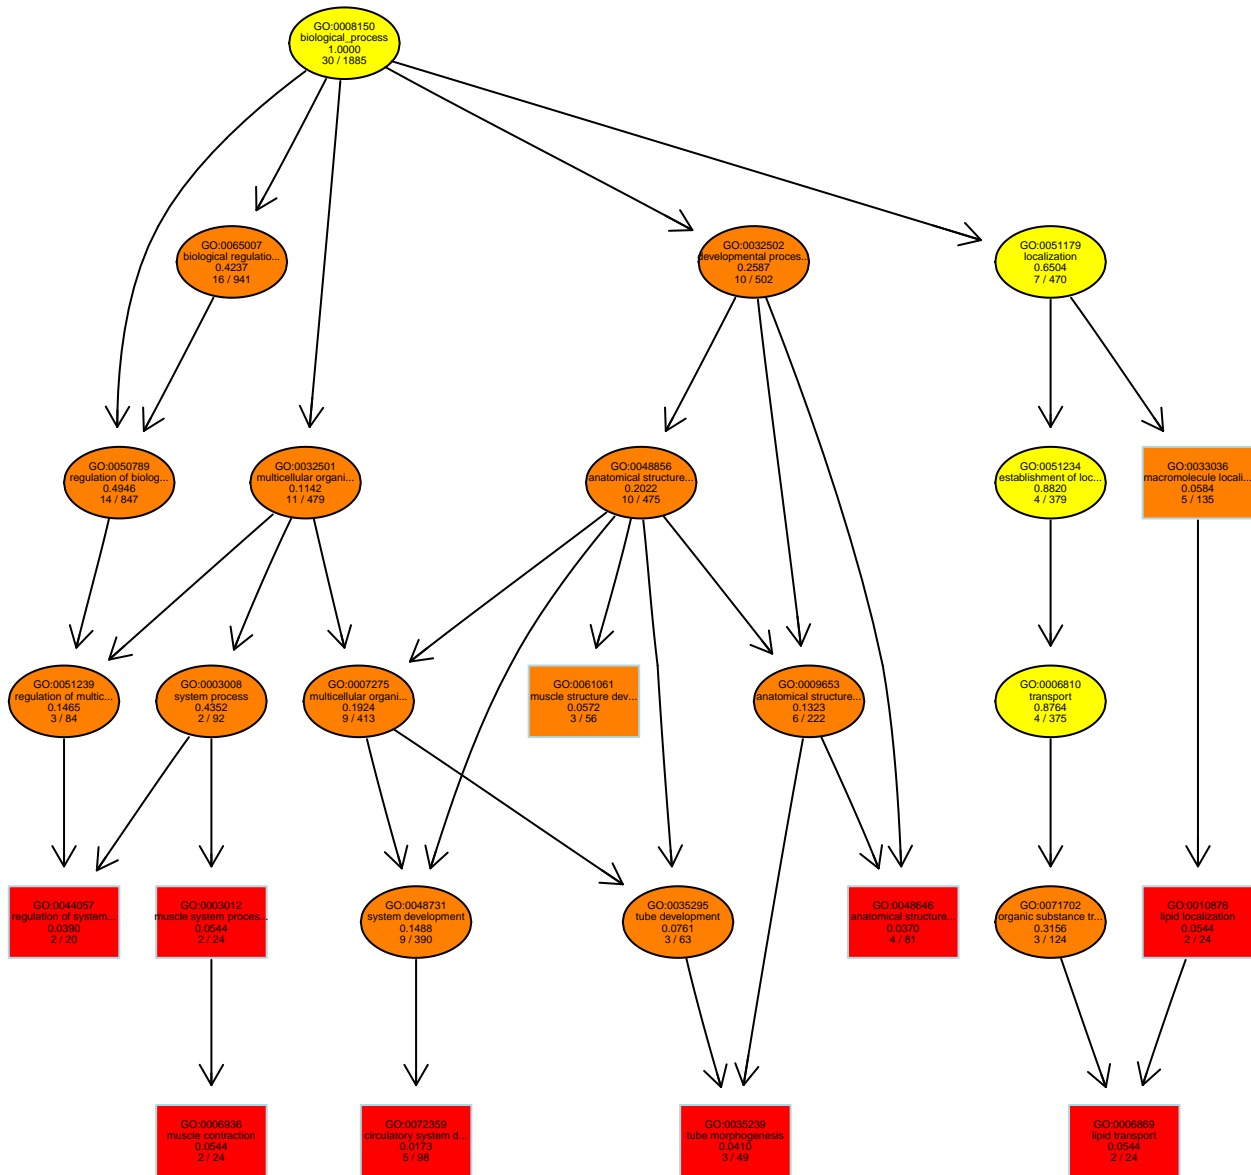 GO:0008150
biological_process
1.0000
30 / 1885
GO:0065007
biological regulatio...
0.4237
16 / 941
GO:0032502
developmental proces...
0.2587
10 / 502
GO:0051179
localization
0.6504
7 / 470
GO:0050789
regulation of biolog...
0.4946
14 / 847
GO:0032501
multicellular organi...
0.1142
11 / 479
GO:0048856
anatomical structure...
0.2022
10 / 475
GO:0051234
establishment of loc...
0.8820
4 / 379
GO:0033036
macromolecule locali...
0.0584
5 / 135
GO:0051239
regulation of multic...
0.1465
3 / 84
GO:0003008
system process
0.4352
2 / 92
GO:0007275
multicellular organi...
0.1924
9 / 413
GO:0061061
muscle structure dev...
0.0572
3 / 56
GO:0009653
anatomical structure...
0.1323
6 / 222
GO:0006810
transport
0.8764
4 / 375
GO:0044057
regulation of system...
0.0390
2 / 20
GO:0003012
muscle system proces...
0.0544
2 / 24
GO:0048731
system development
0.1488
9 / 390
GO:0035295
tube development
0.0761
3 / 63
GO:0048646
anatomical structure...
0.0370
4 / 81
GO:0071702
organic substance tr...
0.3156
3 / 124
GO:0010876
lipid localization
0.0544
2 / 24
GO:0006936
muscle contraction
0.0544
2 / 24
GO:0072359
circulatory system d...
0.0173
5 / 98
GO:0035239
tube morphogenesis
0.0410
3 / 49
GO:0006869
lipid transport
0.0544
2 / 24